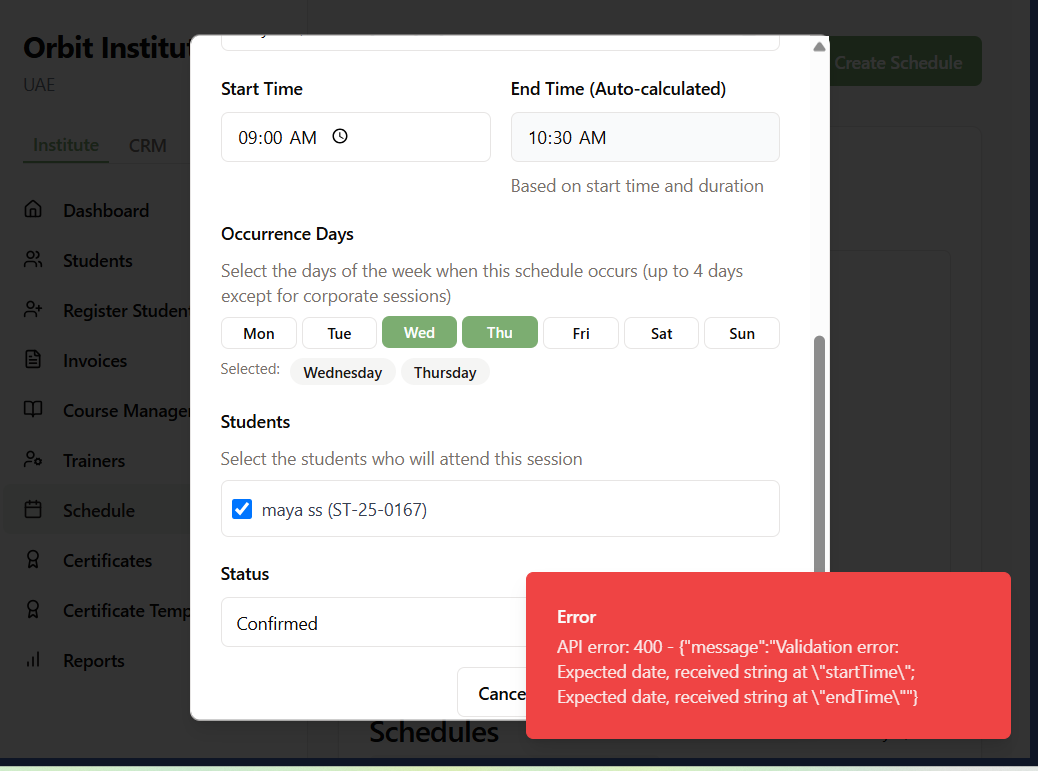 Orbit Institut
UAE
Create Schedule
Institute
CRM
Dashboard
Students
Register Studen
Invoices
Course Manage
Trainers
Schedule
Certificates
Certificate Temp
Reports
Start Time
End Time (Auto-calculated)
09:00 AM
10:30 AM
Based on start time and duration
Occurrence Days
Select the days of the week when this schedule occurs (up to 4 days
except for corporate sessions)
Mon Tue Wed Thu Fri Sat Sun
Selected: Wednesday Thursday
Students
Select the students who will attend this session
maya ss (ST-25-0167)
Status
Confirmed
Cance
Error
API error: 400 - {"message":"Validation error:
Expected date, received string at \"startTime\";
Expected date, received string at \"endTime\""}
Schedules